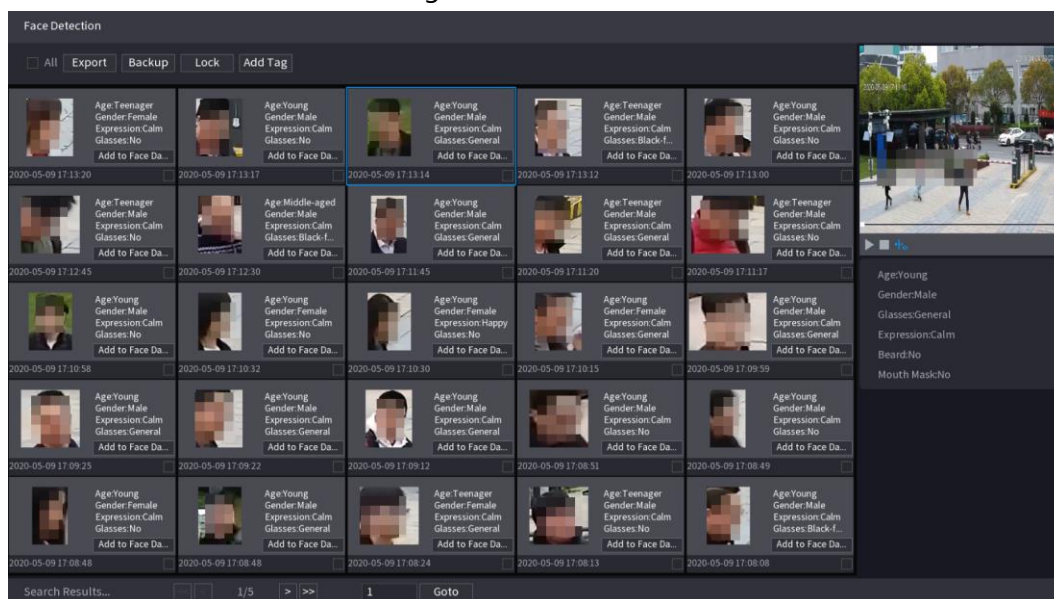 Face Detection
All Export Backup Lock Add Tag
Age:Teenager
Gender:Female
Expression:Calm
Glasses:No
Add to Face Da...
2020-05-09 17:13:20
Age:Young
Gender:Male
Expression:Calm
Glasses:No
Add to Face Da...
2020-05-09 17:13:17
Age:Young
Gender:Male
Expression:Calm
Glasses:General
Add to Face Da...
2020-05-09 17:13:14
Age:Teenager
Gender:Male
Expression:Calm
Glasses:Black-f...
Add to Face Da...
2020-05-09 17:13:12
Age:Young
Gender:Male
Expression:Calm
Glasses:No
Add to Face Da...
2020-05-09 17:13:00
Age:Teenager
Gender:Male
Expression:Calm
Glasses:No
Add to Face Da...
2020-05-09 17:12:45
Age:Middle-aged
Gender:Male
Expression:Calm
Glasses:Black-f...
Add to Face Da...
2020-05-09 17:12:30
Age:Young
Gender:Male
Expression:Calm
Glasses:General
Add to Face Da...
2020-05-09 17:11:45
Age:Teenager
Gender:Male
Expression:Calm
Glasses:General
Add to Face Da...
2020-05-09 17:11:20
Age:Teenager
Gender:Male
Expression:Calm
Glasses:No
Add to Face Da...
2020-05-09 17:11:17
Age:Young
Gender:Male
Expression:Calm
Glasses:No
Add to Face Da...
2020-05-09 17:10:58
Age:Young
Gender:Female
Expression:Calm
Glasses:No
Add to Face Da...
2020-05-09 17:10:32
Age:Young
Gender:Female
Expression:Happy
Glasses:No
Add to Face Da...
2020-05-09 17:10:30
Age:Young
Gender:Female
Expression:Calm
Glasses:General
Add to Face Da...
2020-05-09 17:10:15
Age:Young
Gender:Male
Expression:Calm
Glasses:General
Add to Face Da...
2020-05-09 17:09:59
Age:Young
Gender:Male
Expression:Calm
Glasses:General
Add to Face Da...
2020-05-09 17:09:25
Age:Young
Gender:Male
Expression:Calm
Glasses:General
Add to Face Da...
2020-05-09 17:09:22
Age:Young
Gender:Male
Expression:Calm
Glasses:General
Add to Face Da...
2020-05-09 17:09:12
Age:Young
Gender:Male
Expression:Calm
Glasses:No
Add to Face Da...
2020-05-09 17:08:51
Age:Young
Gender:Male
Expression:Calm
Glasses:No
Add to Face Da...
2020-05-09 17:08:49
Age:Young
Gender:Female
Expression:Calm
Glasses:No
Add to Face Da...
2020-05-09 17:08:48
Age:Young
Gender:Male
Expression:Calm
Glasses:General
Add to Face Da...
2020-05-09 17:08:48
Age:Teenager
Gender:Female
Expression:Calm
Glasses:General
Add to Face Da...
2020-05-09 17:08:24
Age:Teenager
Gender:Male
Expression:Calm
Glasses:No
Add to Face Da...
2020-05-09 17:08:13
Age:Young
Gender:Male
Expression:Calm
Glasses:Black-f...
Add to Face Da...
2020-05-09 17:08:08
Age:Young
Gender:Male
Glasses:General
Expression:Calm
Beard:No
Mouth Mask:No
Search Results... 1/5 > >> 1 Goto